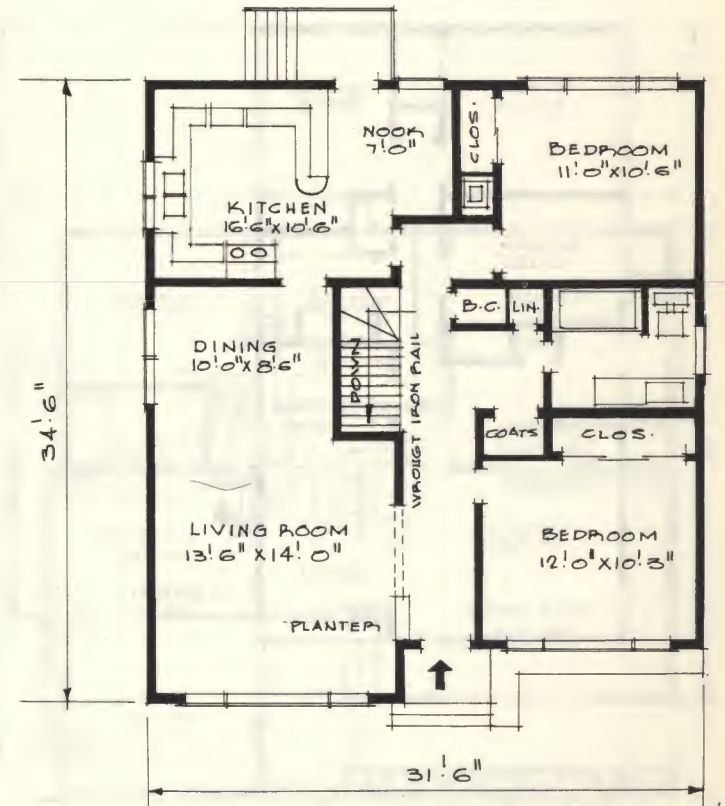 NOOK
7'0"
CLOS.
BEDROOM
11'0"X10'6"
KITCHEN
16'6"X10'6"
B.C.
LIN.
DINING
10'0"X8'6"
DOWN
WROUGT IRON RAIL
34'6"
COATS
CLOS.
LIVING ROOM
13'6"X14'0"
BEDROOM
12'0"X10'3"
PLANTER
31'6"